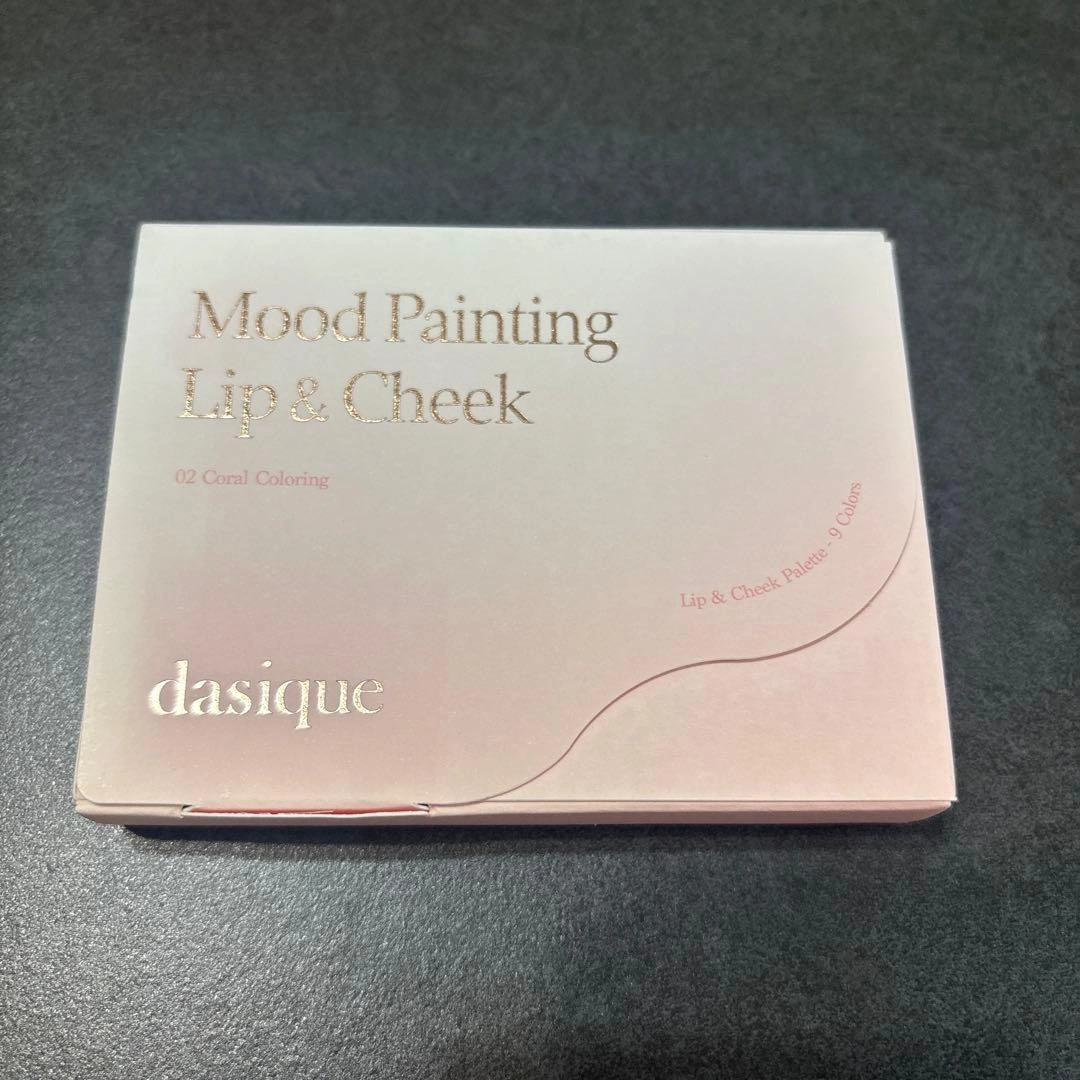 Mood Painting
Lip & Cheek
02 Coral Coloring
Lip & Cheek Palette - 9 Colors
dasique